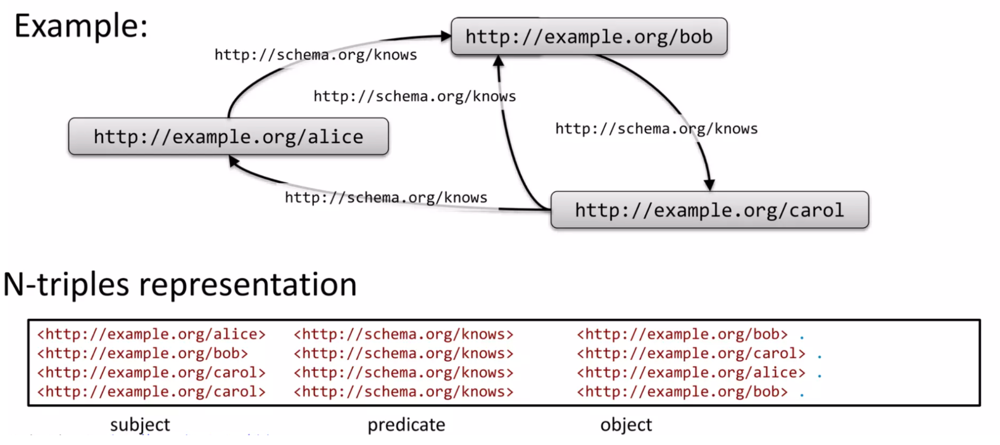 Example:
http://example.org/bob
http://schema.org/knows
http://schema.org/knows
http://example.org/alice
http://schema.org/knows
http://schema.org/knows
http://example.org/carol
N-triples representation
<http://example.org/alice> <http://schema.org/knows> <http://example.org/bob> .
<http://example.org/bob> <http://schema.org/knows> <http://example.org/carol> .
<http://example.org/carol> <http://schema.org/knows> <http://example.org/alice> .
<http://example.org/carol> <http://schema.org/knows> <http://example.org/bob> .
subject predicate object